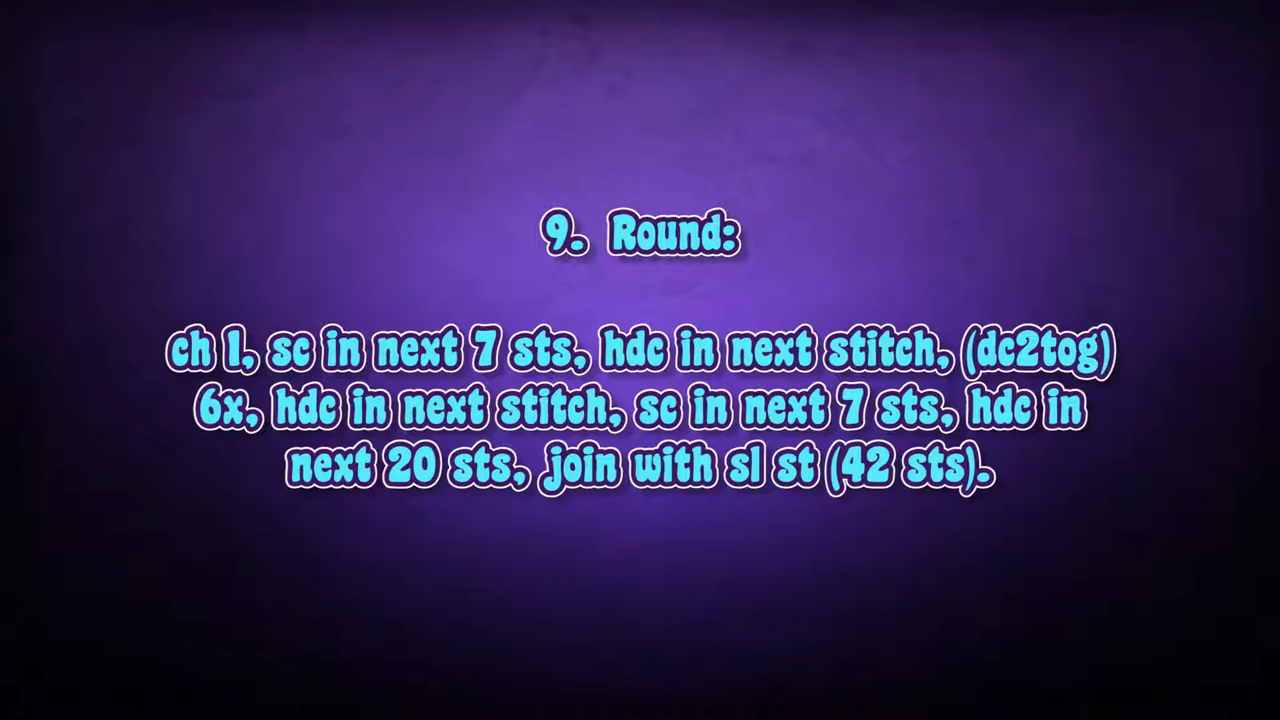 9. Round:
ch 1, sc in next 7 sts, hdc in next stitch, (dc2tog)
6x, hdc in next stitch, sc in next 7 sts, hdc in
next 20 sts, join with sl st (42 sts).